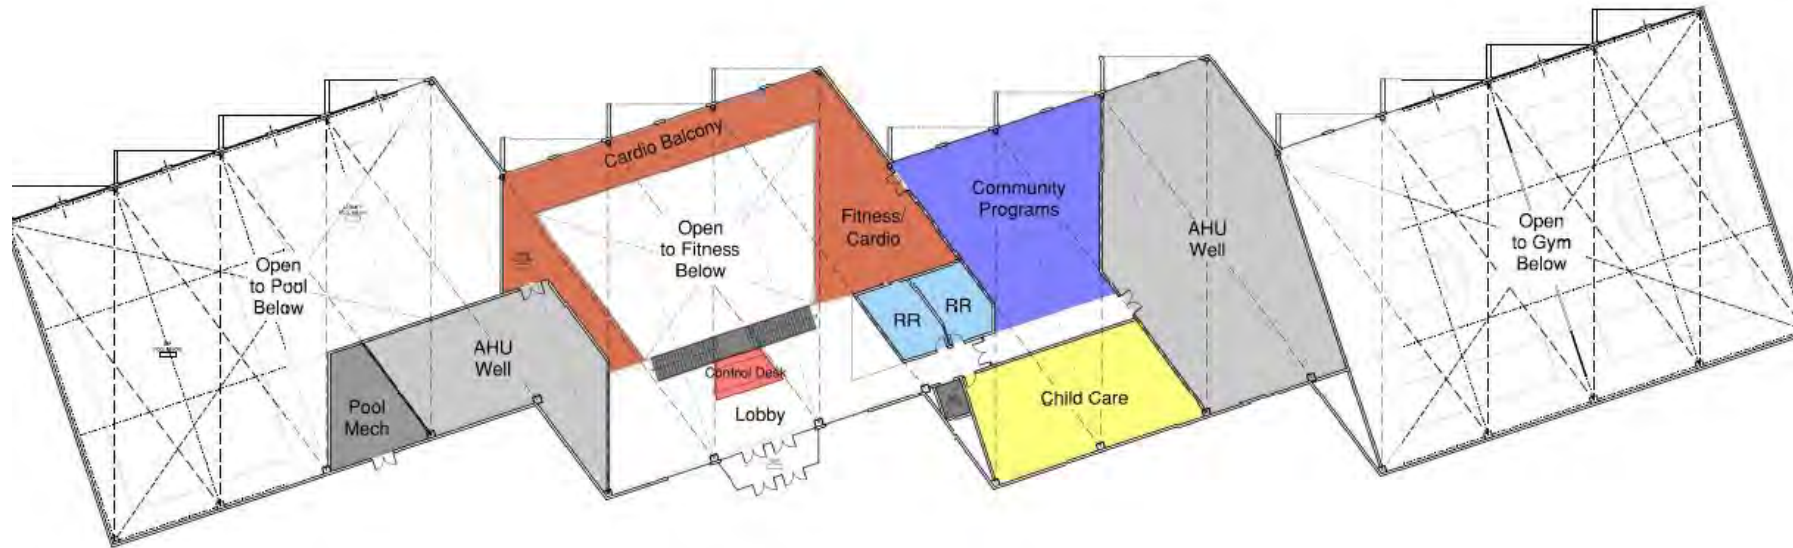 Cardio Balcony
Open
to Pool
Below
Open
to Fitness
Below
Fitness/
Cardio
Community
Programs
AHU
Well
Open
to Gym
Below
RR
RR
AHU
Well
Pool
Mech
Control Desk
Lobby
Child Care